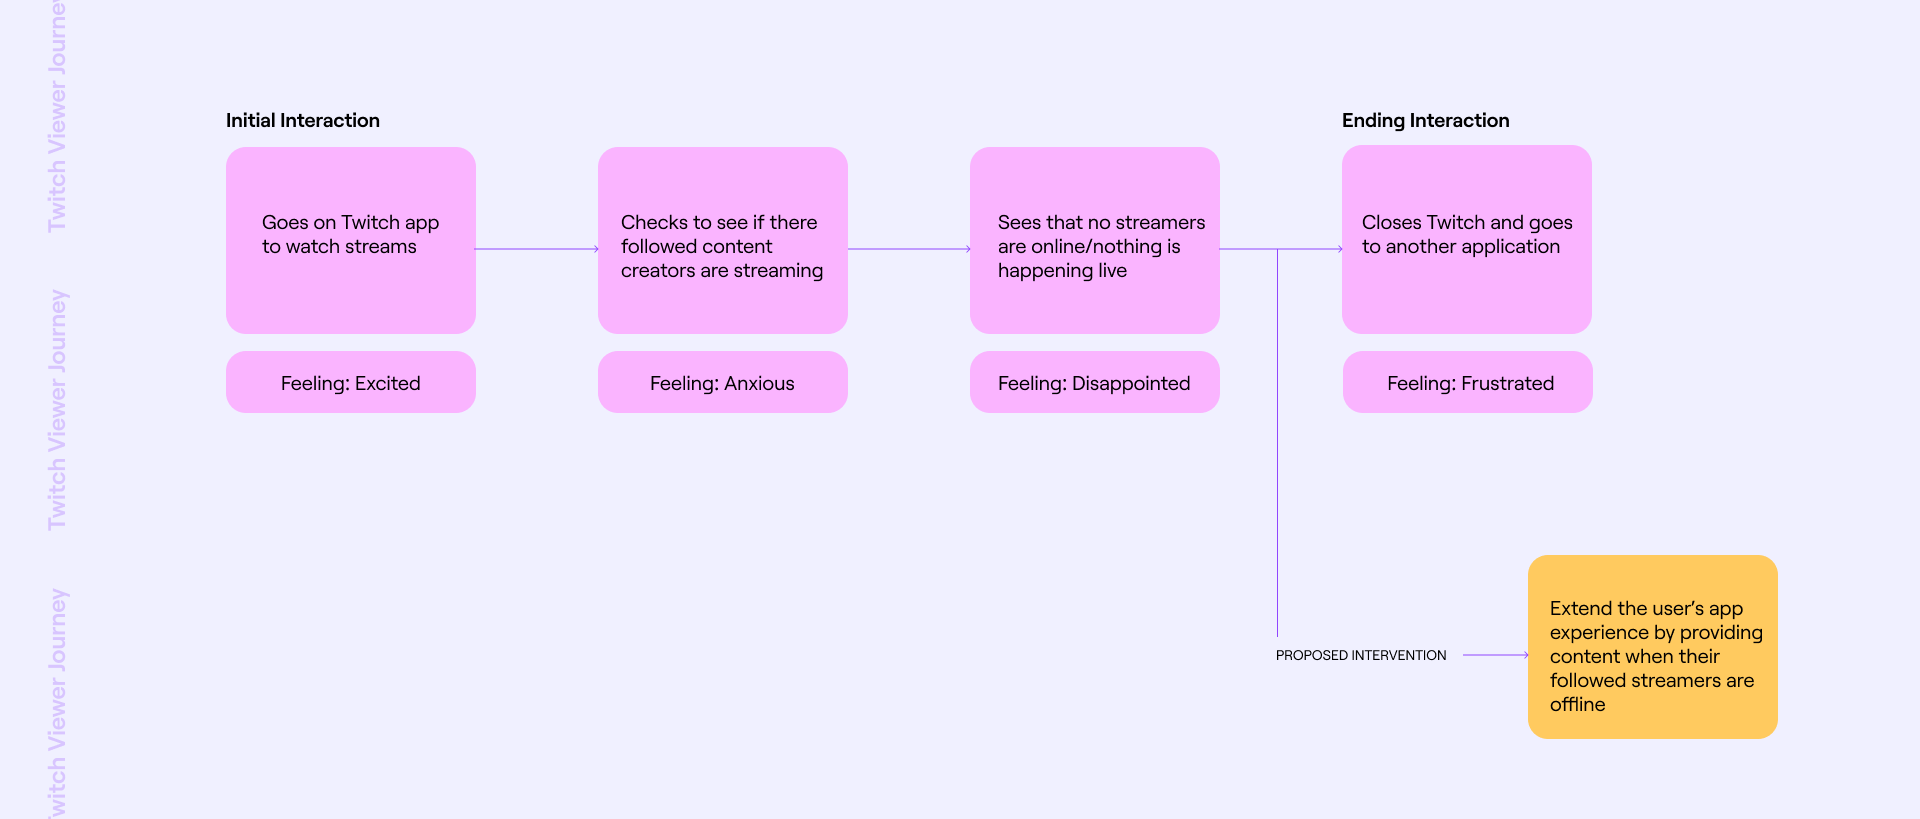 Twitch Viewer Journey
Twitch Viewer Journey
Twitch Viewer Journey
Initial Interaction
Ending Interaction
Goes on Twitch app
to watch streams
Checks to see if there
followed content
creators are streaming
Sees that no streamers
are online/nothing is
happening live
Closes Twitch and goes
to another application
Feeling: Excited
Feeling: Anxious
Feeling: Disappointed
Feeling: Frustrated
PROPOSED INTERVENTION
Extend the user’s app
experience by providing
content when their
followed streamers are
offline